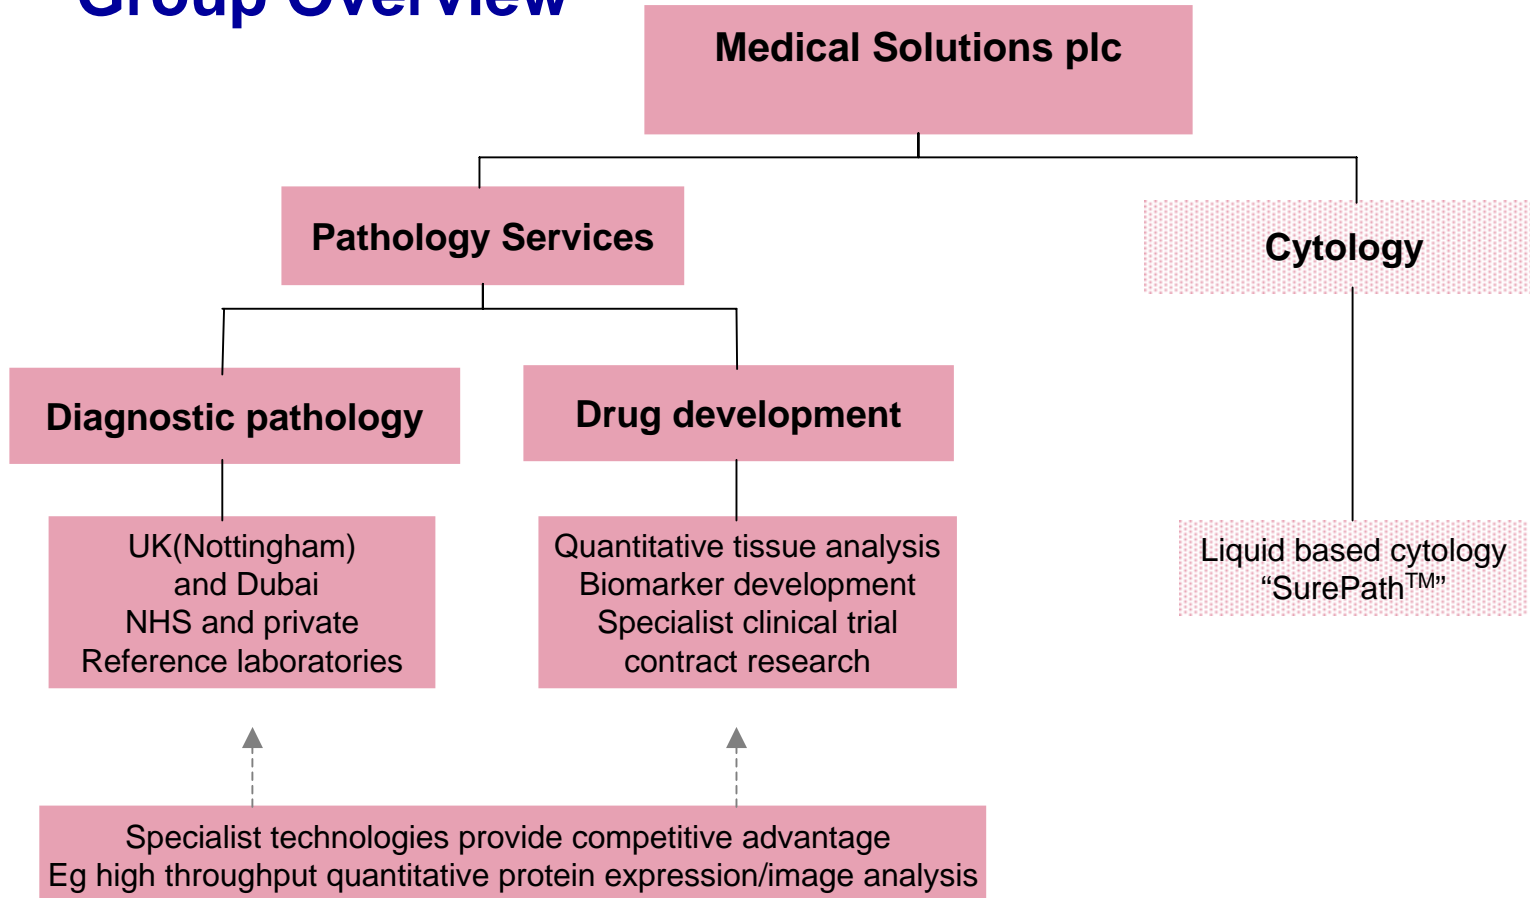 Group Overview
Medical Solutions plc
Pathology Services
Cytology
Diagnostic pathology
Drug development
UK(Nottingham)
and Dubai
NHS and private
Reference laboratories
Quantitative tissue analysis
Biomarker development
Specialist clinical trial
contract research
Liquid based cytology
“SurePath™”
Specialist technologies provide competitive advantage
Eg high throughput quantitative protein expression/image analysis